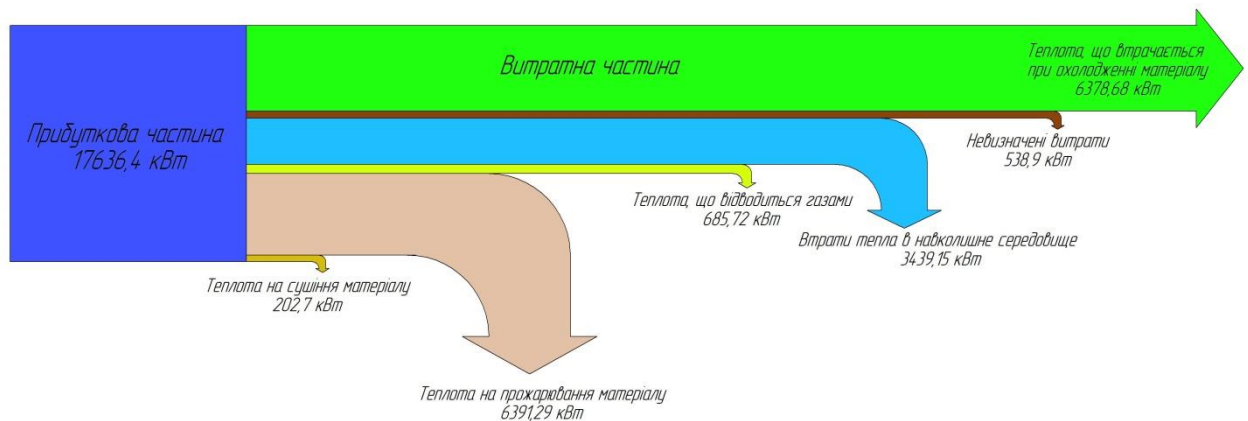 Витратна частина
Теплота, що втрачається
при охолодженні матеріалу
6378,68 кВт
Прибуткова частина
17636,4 кВт
Невизначені витрати
538,9 кВт
Теплота, що відводиться газами
685,72 кВт
Втрати тепла в навколишне середовище
3439,15 кВт
Теплота на сушіння матеріалу
202,7 кВт
Теплота на прожарювання матеріалу
6391,29 кВт